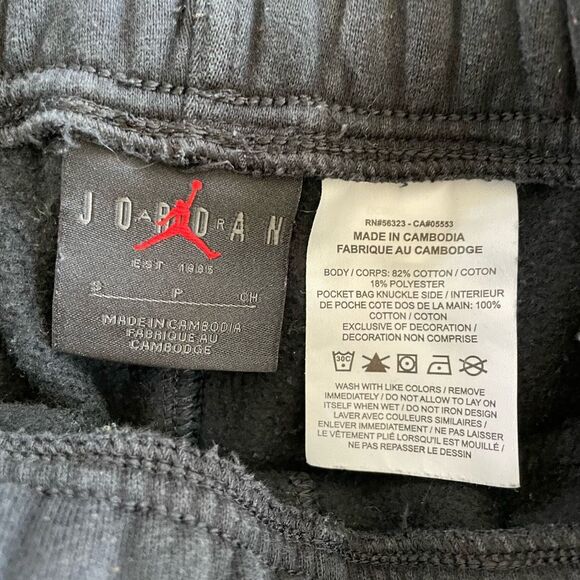 JORDAN
AIR
EST 1985
S P CH
MADE IN CAMBODIA
FABRIQUE AU
CAMBODGE
RN#56323 - CA#05553
MADE IN CAMBODIA
FABRIQUE AU CAMBODGE
BODY / CORPS: 82% COTTON / COTON
18% POLYESTER
POCKET BAG KNUCKLE SIDE / INTERIEUR
DE POCHE COTE DOS DE LA MAIN: 100%
COTTON / COTON
EXCLUSIVE OF DECORATION /
DECORATION NON COMPRISE
30C
WASH WITH LIKE COLORS / REMOVE
IMMEDIATELY / DO NOT ALLOW TO LAY ON
ITSELF WHEN WET / DO NOT IRON DESIGN
LAVER AVEC COULEURS SIMILAIRES /
ENLEVER IMMEDIATEMENT / NE PAS LAISSER
LE VÊTEMENT PLIÉ LORSQU'IL EST MOUILLÉ /
NE PAS REPASSER LE DESSIN